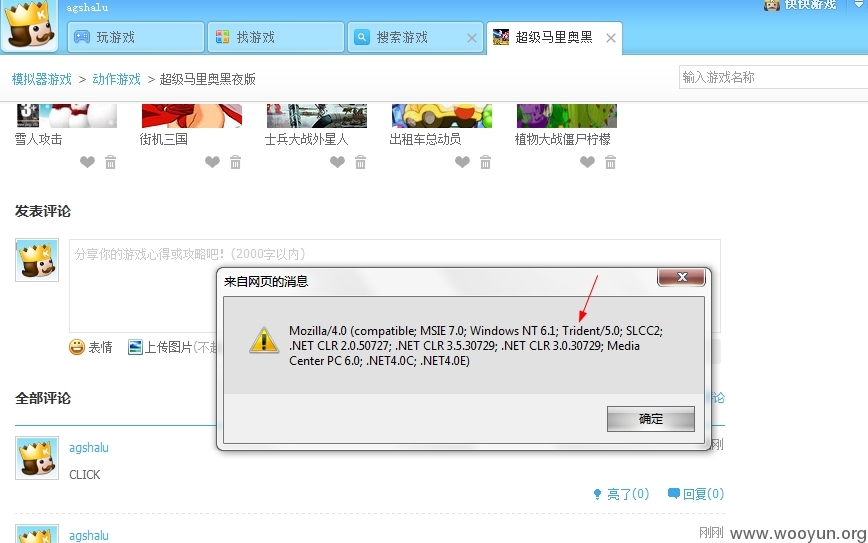 agshalu
快快游戏
玩游戏
找游戏
搜索游戏
超级马里奥黑
模拟器游戏 > 动作游戏 > 超级马里奥黑夜版
输入游戏名称
雪人攻击
街机三国
士兵大战外星人
出租车总动员
植物大战僵尸柠檬
发表评论
分享你的游戏心得或攻略吧！(2000字以内)
来自网页的消息
Mozilla/4.0 (compatible; MSIE 7.0; Windows NT 6.1; Trident/5.0; SLCC2;
.NET CLR 2.0.50727; .NET CLR 3.5.30729; .NET CLR 3.0.30729; Media
Center PC 6.0; .NET4.0C; .NET4.0E)
确定
表情
上传图片(不超
全部评论
论
agshalu
刚
CLICK
亮了(0)
回复(0)
agshalu
刚刚
www.wooyun.org